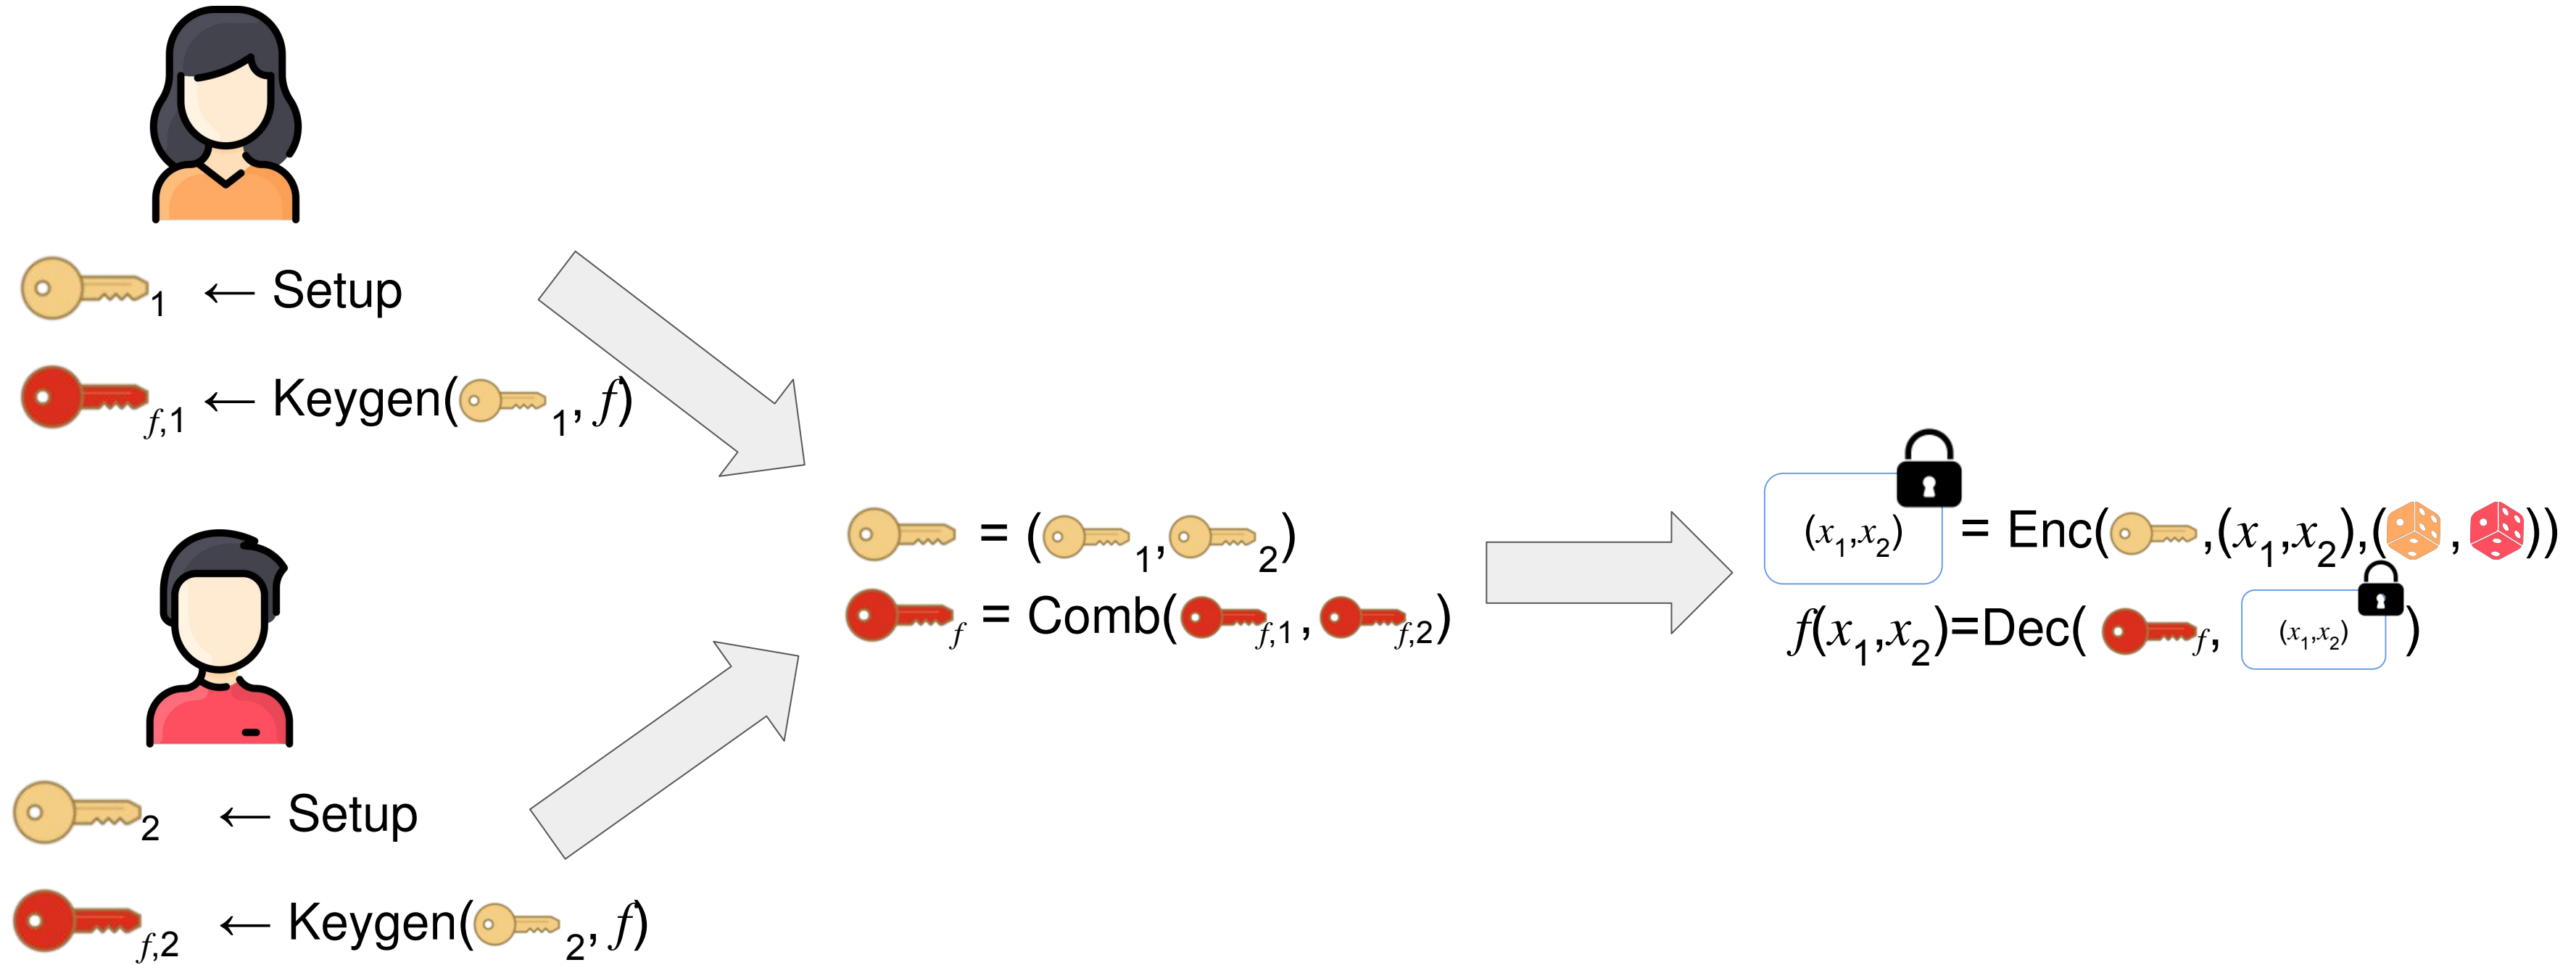 1 ← Setup
f,1 ← Keygen( 1, f)
2 ← Setup
f,2 ← Keygen( 2, f)
= ( 1, 2)
f = Comb( f,1, f,2)
(x1,x2) = Enc( ,(x1,x2),( , ))
f(x1,x2)=Dec( f, (x1,x2) )